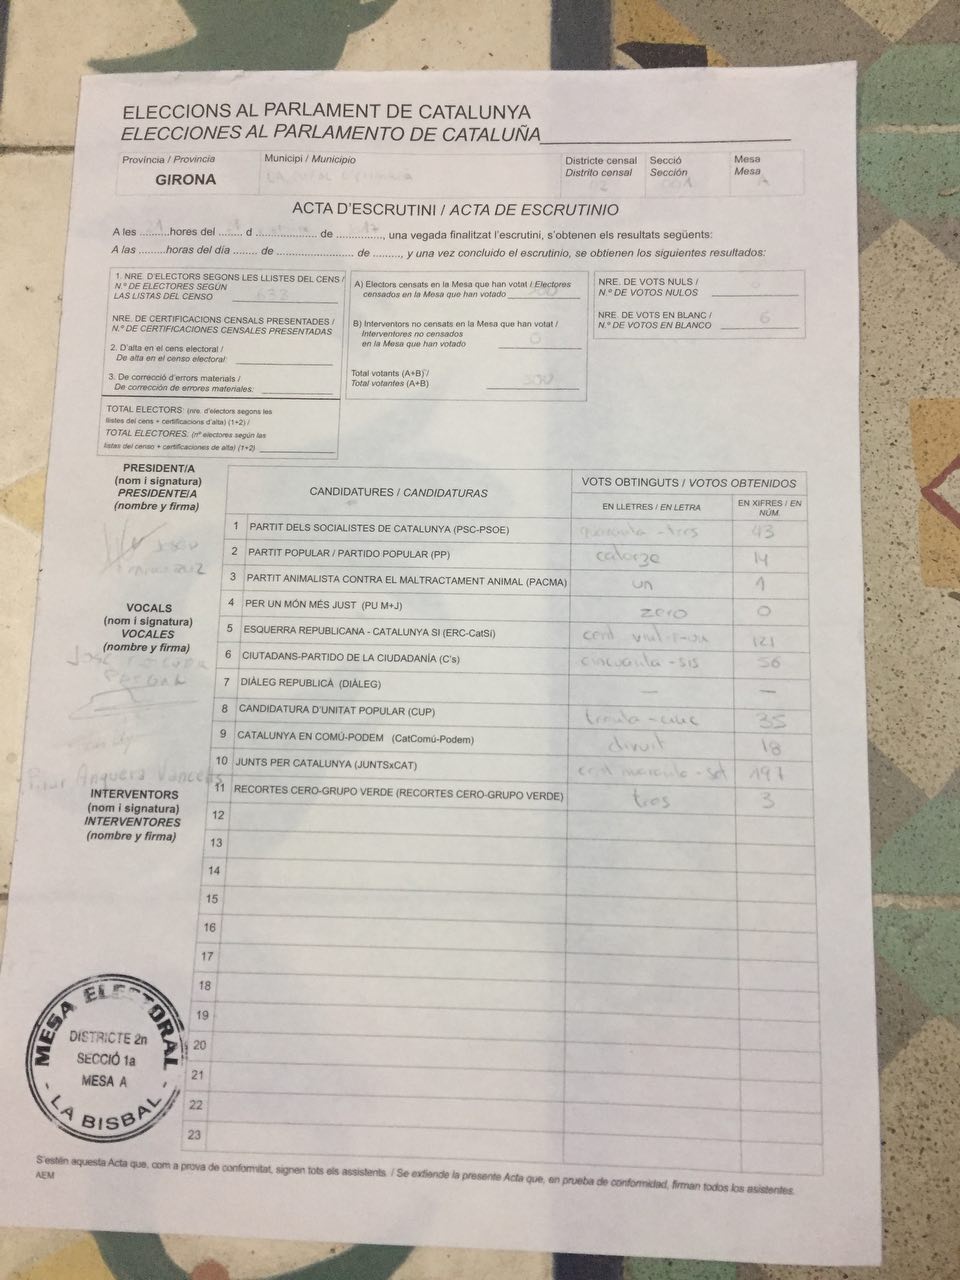 ELECCIONS AL PARLAMENT DE CATALUNYA
ELECCIONES AL PARLAMENTO DE CATALUÑA
Província / Provincia
GIRONA
Municipi / Municipio
LA BISBAL D'
Districte censal
Distrito censal
02
Secció
Sección
001
Mesa
Mesa
A
ACTA D'ESCRUTINI / ACTA DE ESCRUTINIO
A les .........hores del ...... d ................. de ............., una vegada finalitzat l'escrutini, s'obtenen els resultats següents:
A las .........horas del día ....... de ...................... de ........, y una vez concluido el escrutinio, se obtienen los siguientes resultados:
1. NRE. D'ELECTORS SEGONS LES LLISTES DEL CENS /
N.º DE ELECTORES SEGÚN
LAS LISTAS DEL CENSO
NRE. DE CERTIFICACIONS CENSALS PRESENTADES /
N.º DE CERTIFICACIONES CENSALES PRESENTADAS
2. D'alta en el cens electoral /
De alta en el censo electoral:
3. De correcció d'errors materials /
De corrección de errores materiales:
TOTAL ELECTORS: (nre. d'electors segons les
llistes del cens + certificacions d'alta) (1+2) /
TOTAL ELECTORES: (nº electores según las
listas del censo + certificaciones de alta) (1+2)
A) Electors censats en la Mesa que han votat / Electores
censados en la Mesa que han votado
B) Interventors no censats en la Mesa que han votat /
Interventores no censados
en la Mesa que han votado 0
Total votants (A+B) /
Total votantes (A+B) 500
NRE. DE VOTS NULS /
N.º DE VOTOS NULOS
NRE. DE VOTS EN BLANC /
N.º DE VOTOS EN BLANCO 6
PRESIDENT/A
(nom i signatura)
PRESIDENTE/A
(nombre y firma)
VOCALS
(nom i signatura)
VOCALES
(nombre y firma)
JOSÉ
Pilar Anguera
INTERVENTORS
(nom i signatura)
INTERVENTORES
(nombre y firma)
CANDIDATURES / CANDIDATURAS
VOTS OBTINGUTS / VOTOS OBTENIDOS
EN LLETRES / EN LETRA
EN XIFRES / EN NÚM.
1 PARTIT DELS SOCIALISTES DE CATALUNYA (PSC-PSOE) quaranta-tres 43
2 PARTIT POPULAR / PARTIDO POPULAR (PP) catorze 14
3 PARTIT ANIMALISTA CONTRA EL MALTRACTAMENT ANIMAL (PACMA) un 1
4 PER UN MÓN MÉS JUST (PU M+J) zero 0
5 ESQUERRA REPUBLICANA - CATALUNYA SI (ERC-CatSí) cent vint-i-un 121
6 CIUTADANS-PARTIDO DE LA CIUDADANÍA (C's) cincuanta-sis 56
7 DIÀLEG REPUBLICÀ (DIÀLEG) — —
8 CANDIDATURA D'UNITAT POPULAR (CUP) trenta-cinc 35
9 CATALUNYA EN COMÚ-PODEM (CatComú-Podem) divuit 18
10 JUNTS PER CATALUNYA (JUNTSxCAT) cent noranta-set 197
11 RECORTES CERO-GRUPO VERDE (RECORTES CERO-GRUPO VERDE) tres 3
12
13
14
15
16
17
18
19
20
21
22
23
MESA ELECTORAL
DISTRICTE 2n
SECCIÓ 1a
MESA A
- LA BISBAL -
S'estén aquesta Acta que, com a prova de conformitat, signen tots els assistents. / Se extiende la presente Acta que, en prueba de conformidad, firman todos los asistentes.
AEM